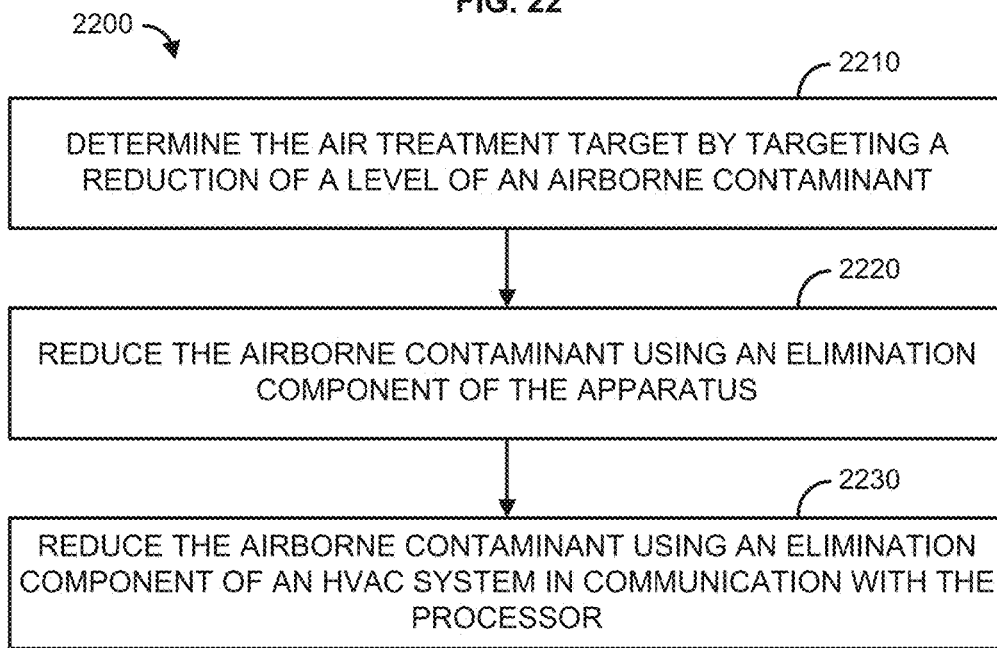 FIG. 22
2200
2210
DETERMINE THE AIR TREATMENT TARGET BY TARGETING A
REDUCTION OF A LEVEL OF AN AIRBORNE CONTAMINANT
2220
REDUCE THE AIRBORNE CONTAMINANT USING AN ELIMINATION
COMPONENT OF THE APPARATUS
2230
REDUCE THE AIRBORNE CONTAMINANT USING AN ELIMINATION
COMPONENT OF AN HVAC SYSTEM IN COMMUNICATION WITH THE
PROCESSOR